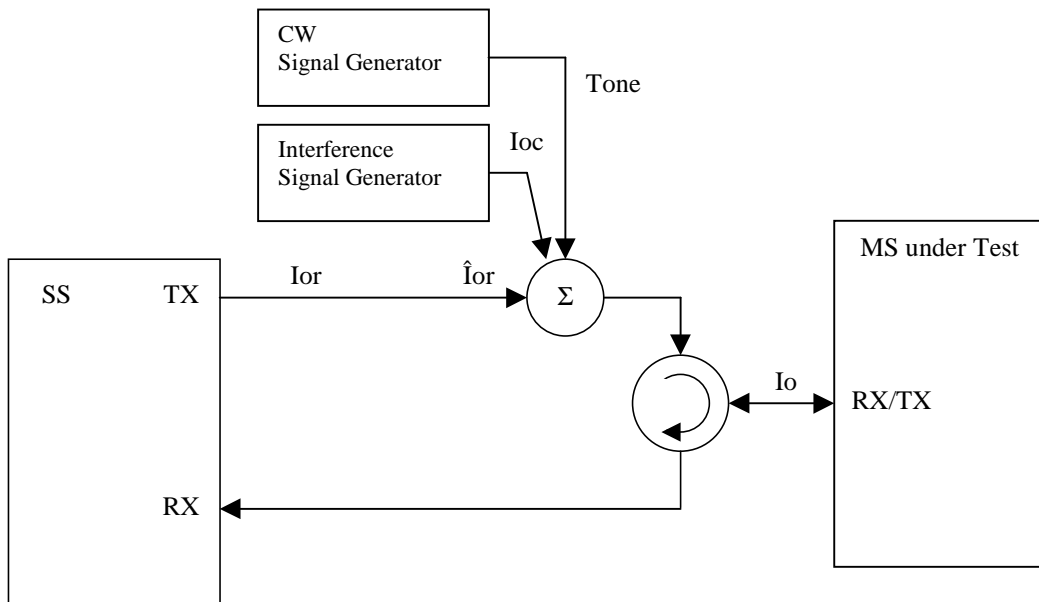 CW
Signal Generator
Tone
Interference
Signal Generator
Ioc
MS under Test
SS
TX
Ior
Îor
Σ
Io
RX/TX
RX